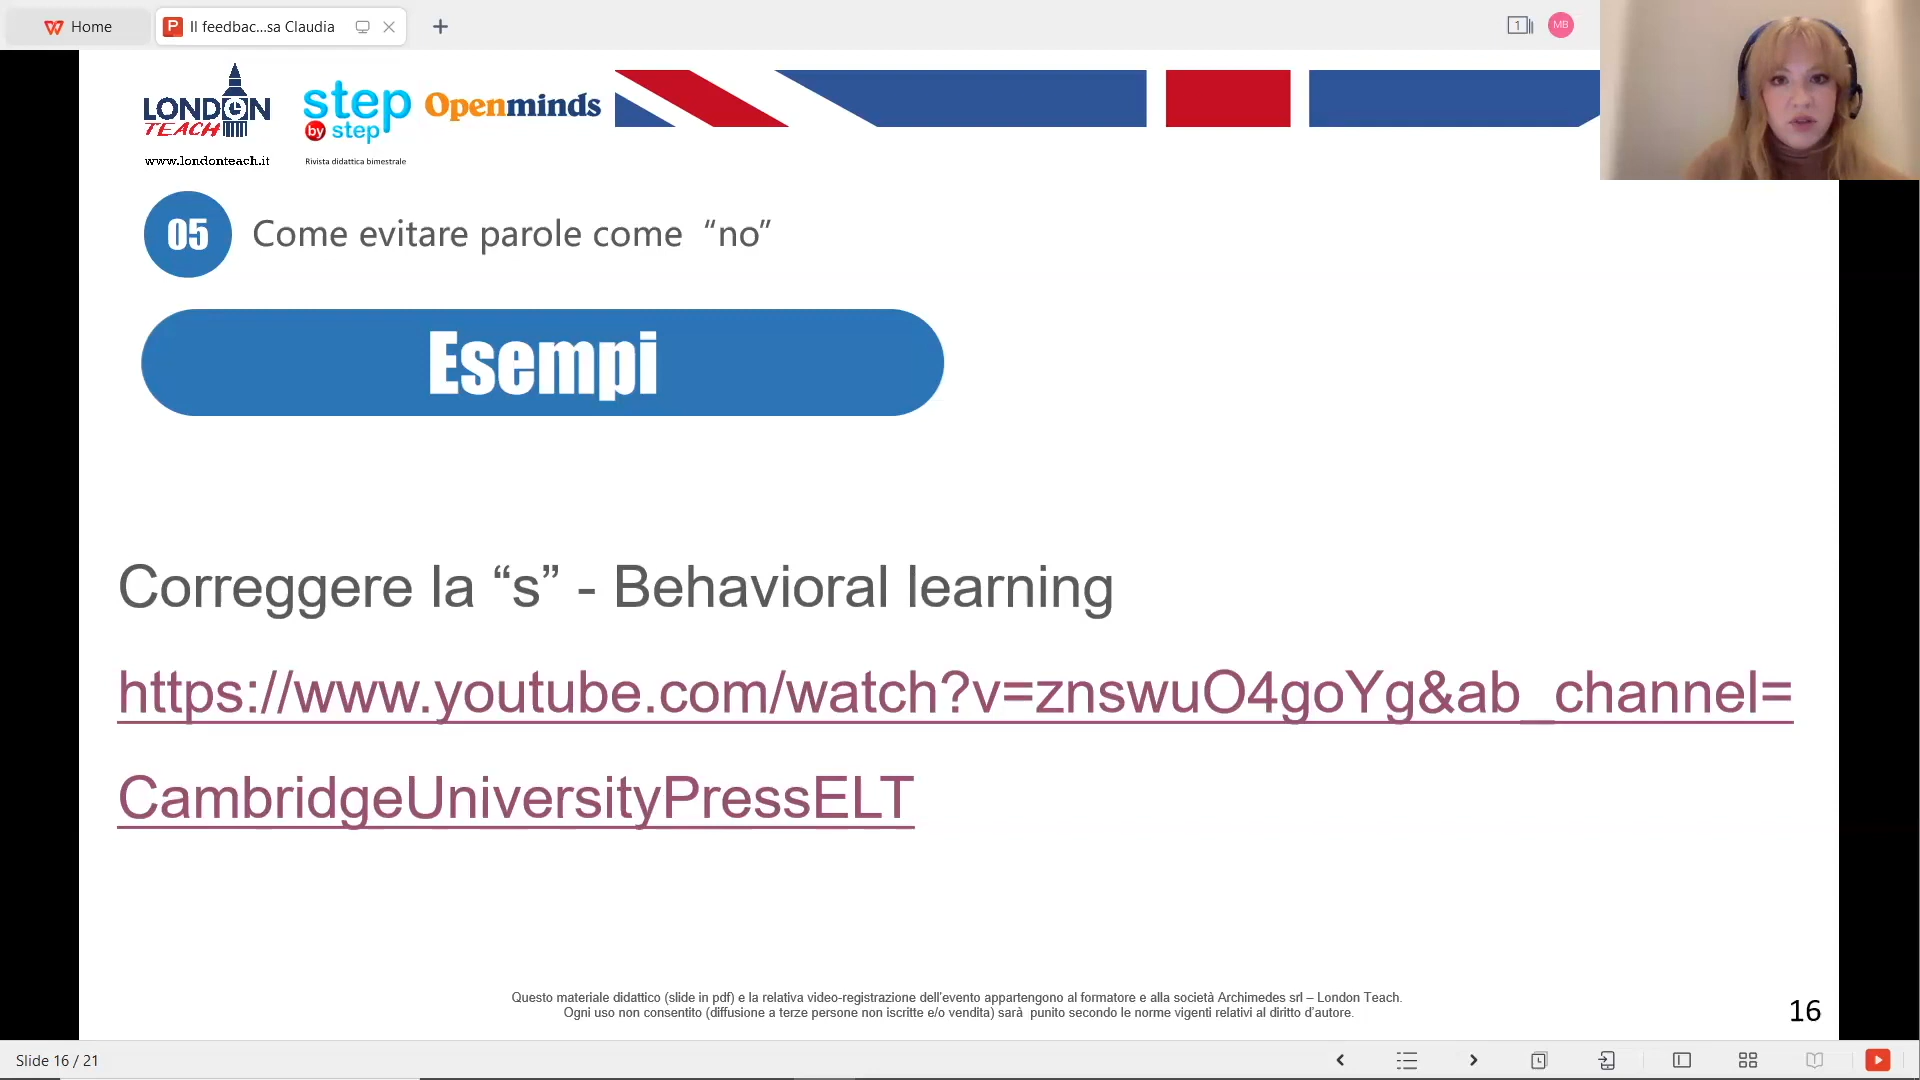 Home
Il feedbac...sa Claudia
1
MB
LONDON
TEACH
www.londonteach.it
step
by step
Rivista didattica bimestrale
Openminds
05
Come evitare parole come “no”
Esempi
Correggere la “s” - Behavioral learning
https://www.youtube.com/watch?v=znswuO4goYg&ab_channel=
CambridgeUniversityPressELT
Questo materiale didattico (slide in pdf) e la relativa video-registrazione dell'evento appartengono al formatore e alla società Archimedes srl – London Teach.
Ogni uso non consentito (diffusione a terze persone non iscritte e/o vendita) sarà punito secondo le norme vigenti relativi al diritto d'autore.
16
Slide 16 / 21